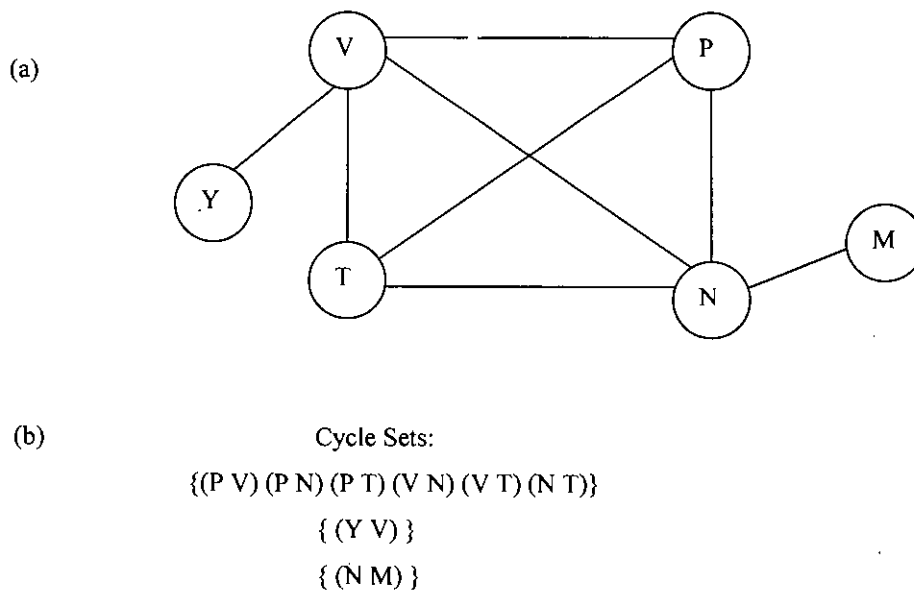 (a)
V
P
Y
M
T
N
(b)
Cycle Sets:
{(P V) (P N) (P T) (V N) (V T) (N T)}
{ (Y V) }
{ (N M) }